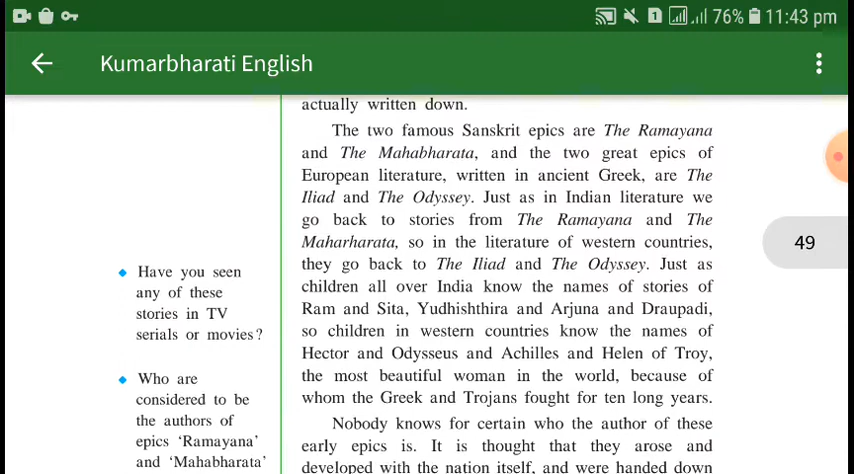 1 76% 11:43 pm
Kumarbharati English
actually written down.
The two famous Sanskrit epics are The Ramayana
and The Mahabharata, and the two great epics of
European literature, written in ancient Greek, are The
Iliad and The Odyssey. Just as in Indian literature we
go back to stories from The Ramayana and The
Maharharata, so in the literature of western countries,
they go back to The Iliad and The Odyssey. Just as
children all over India know the names of stories of
Ram and Sita, Yudhishthira and Arjuna and Draupadi,
so children in western countries know the names of
Hector and Odysseus and Achilles and Helen of Troy,
the most beautiful woman in the world, because of
whom the Greek and Trojans fought for ten long years.
Nobody knows for certain who the author of these
early epics is. It is thought that they arose and
developed with the nation itself, and were handed down
49
Have you seen
any of these
stories in TV
serials or movies?
Who are
considered to be
the authors of
epics ‘Ramayana’
and ‘Mahabharata’